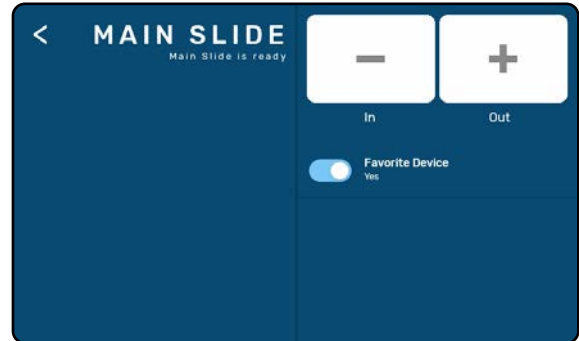 MAIN SLIDE
Main Slide is ready
In
Out
Favorite Device
Yes